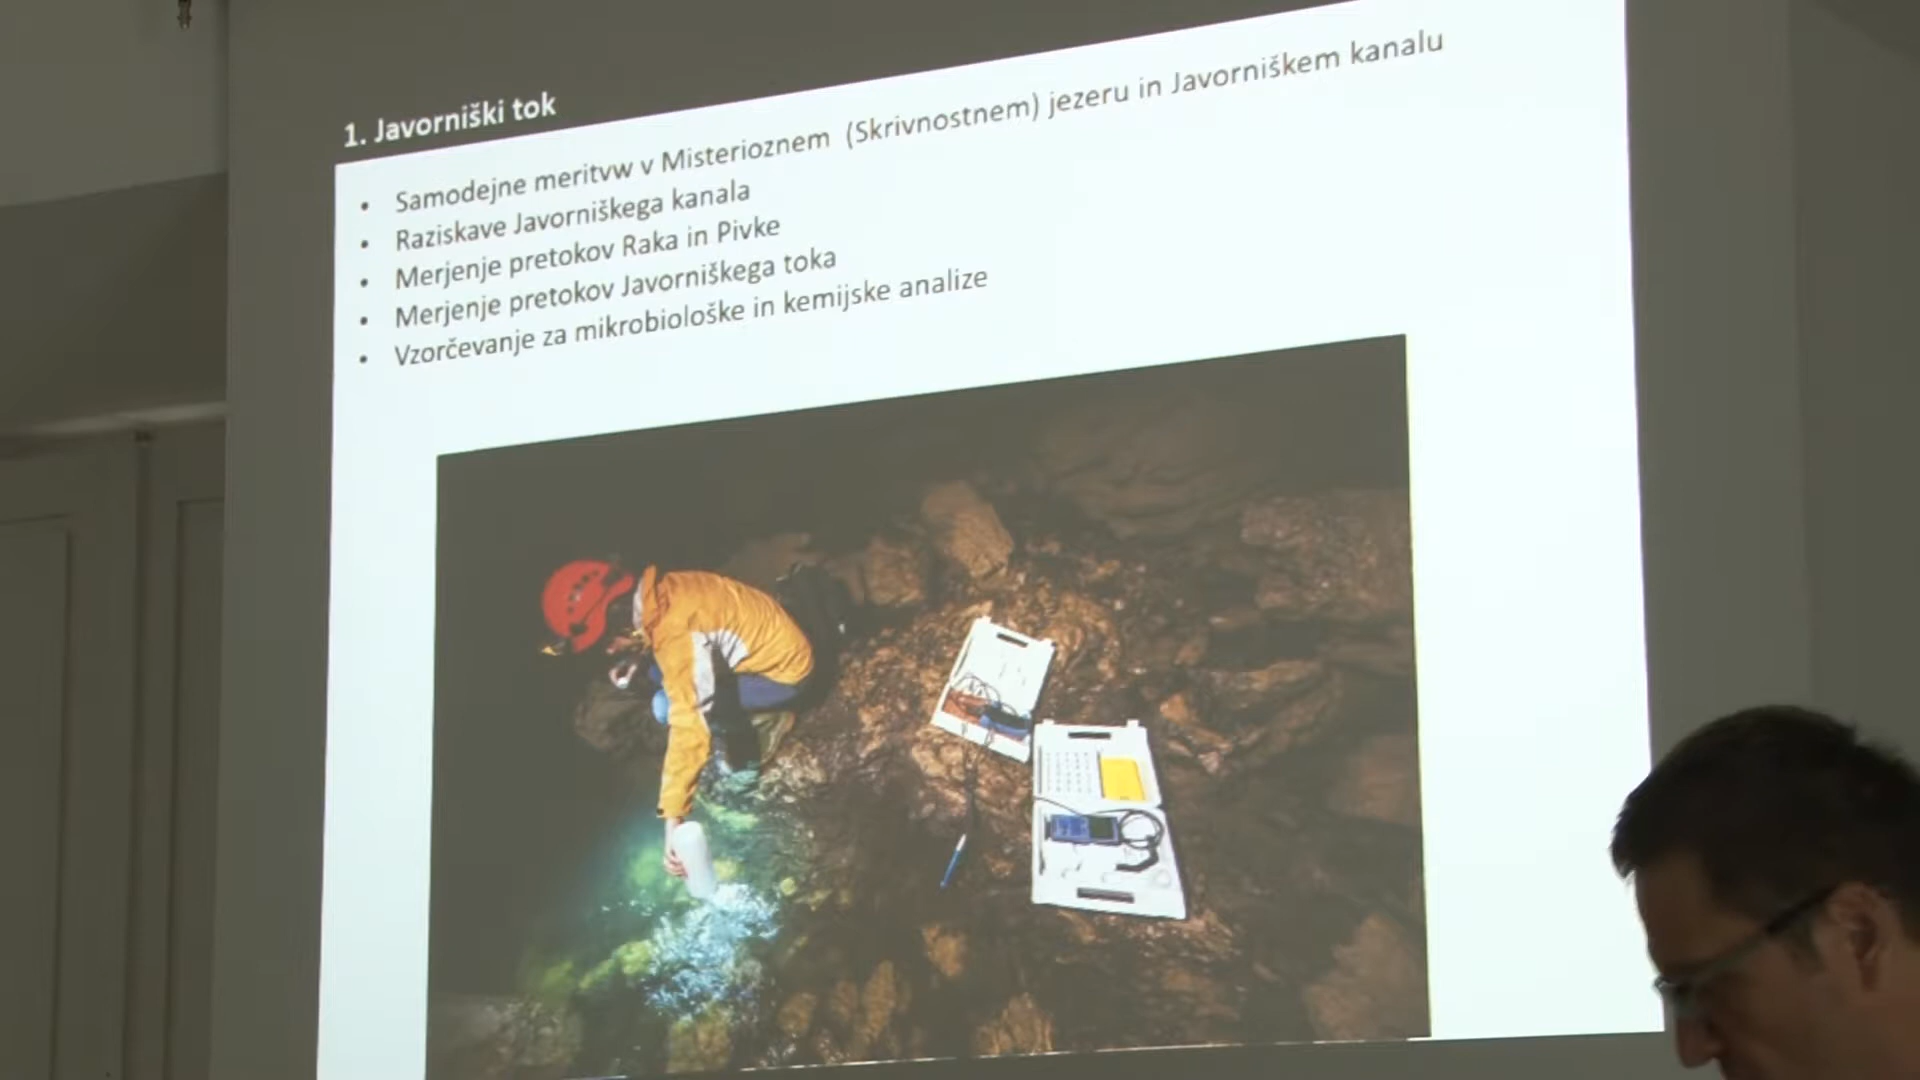 1. Javorniški tok
• Samodejne meritvw v Misterioznem (Skrivnostnem) jezeru in Javorniškem kanalu
• Raziskave Javorniškega kanala
• Merjenje pretokov Raka in Pivke
• Merjenje pretokov Javorniškega toka
• Vzorčevanje za mikrobiološke in kemijske analize